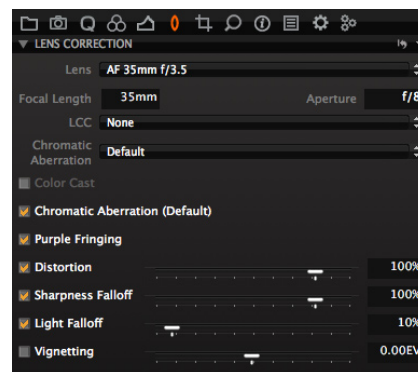 LENS CORRECTION
Lens AF 35mm f/3.5
Focal Length 35mm Aperture f/8
LCC None
Chromatic
Aberration Default
Color Cast
Chromatic Aberration (Default)
Purple Fringing
Distortion 100%
Sharpness Falloff 100%
Light Falloff 10%
Vignetting 0.00EV